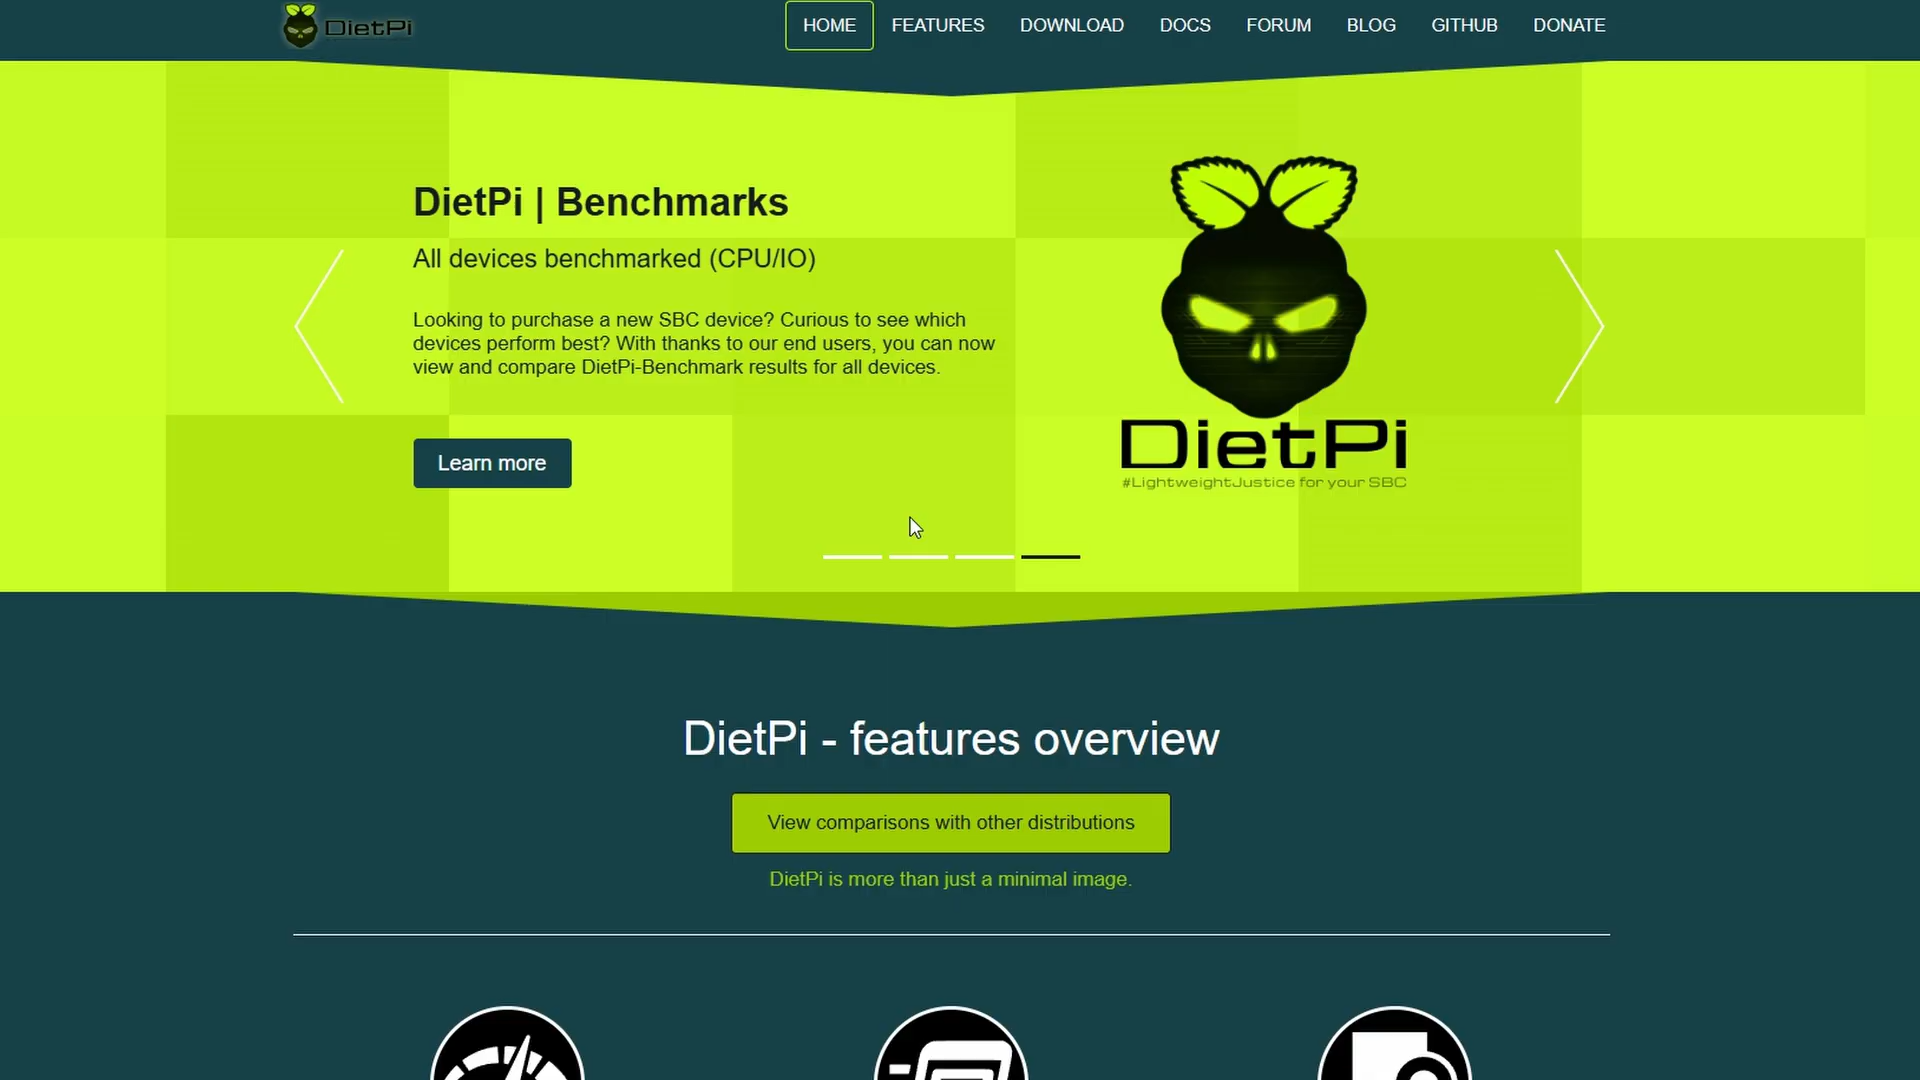 DietPi
HOME FEATURES DOWNLOAD DOCS FORUM BLOG GITHUB DONATE
DietPi | Benchmarks
All devices benchmarked (CPU/IO)
Looking to purchase a new SBC device? Curious to see which
devices perform best? With thanks to our end users, you can now
view and compare DietPi-Benchmark results for all devices.
Learn more
DietPi
#LightweightJustice for your SBC
DietPi - features overview
View comparisons with other distributions
DietPi is more than just a minimal image.